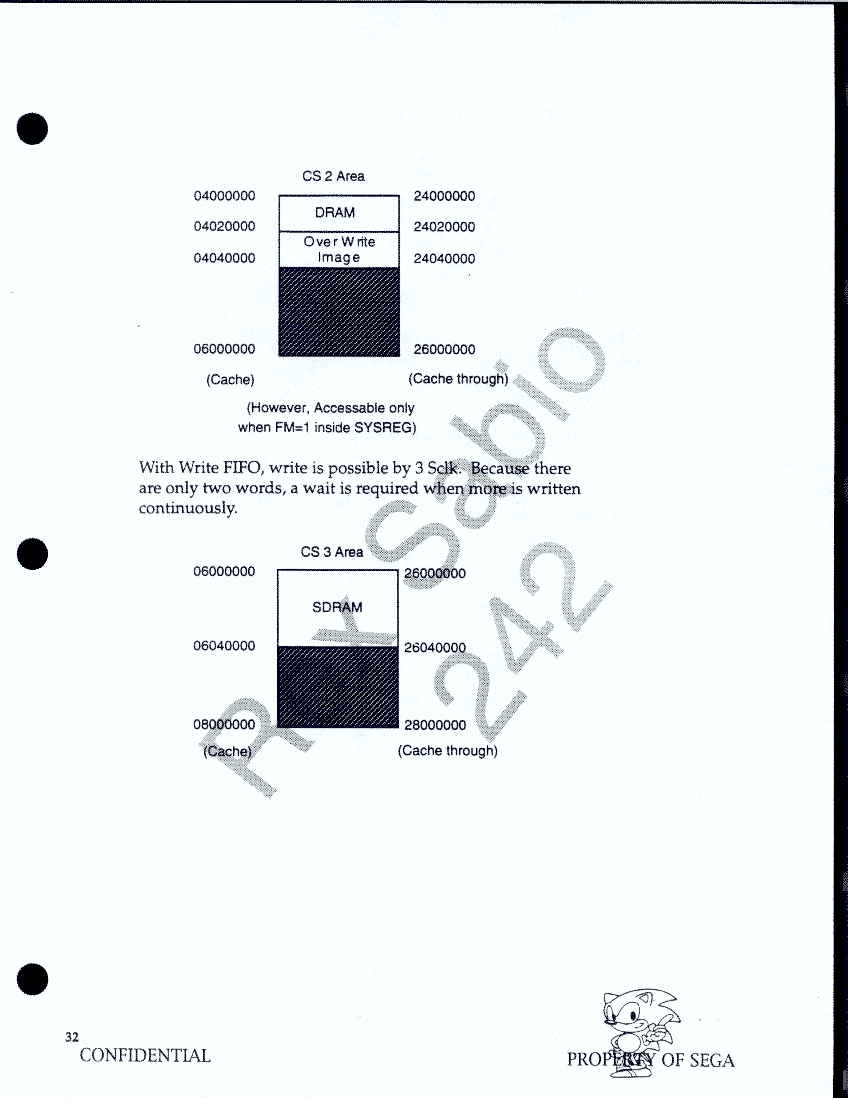 CS 2 Area
04000000 24000000
DRAM
04020000 24020000
Over Write
04040000 Image 24040000
06000000 26000000
(Cache) (Cache through)
(However, Accessable only
when FM=1 inside SYSREG)
With Write FIFO, write is possible by 3 Sclk. Because there
are only two words, a wait is required when more is written
continuously.
CS 3 Area
06000000 26000000
SDRAM
06040000 26040000
08000000 28000000
(Cache) (Cache through)
Rex Sabio
242
32
CONFIDENTIAL
PROPERTY OF SEGA